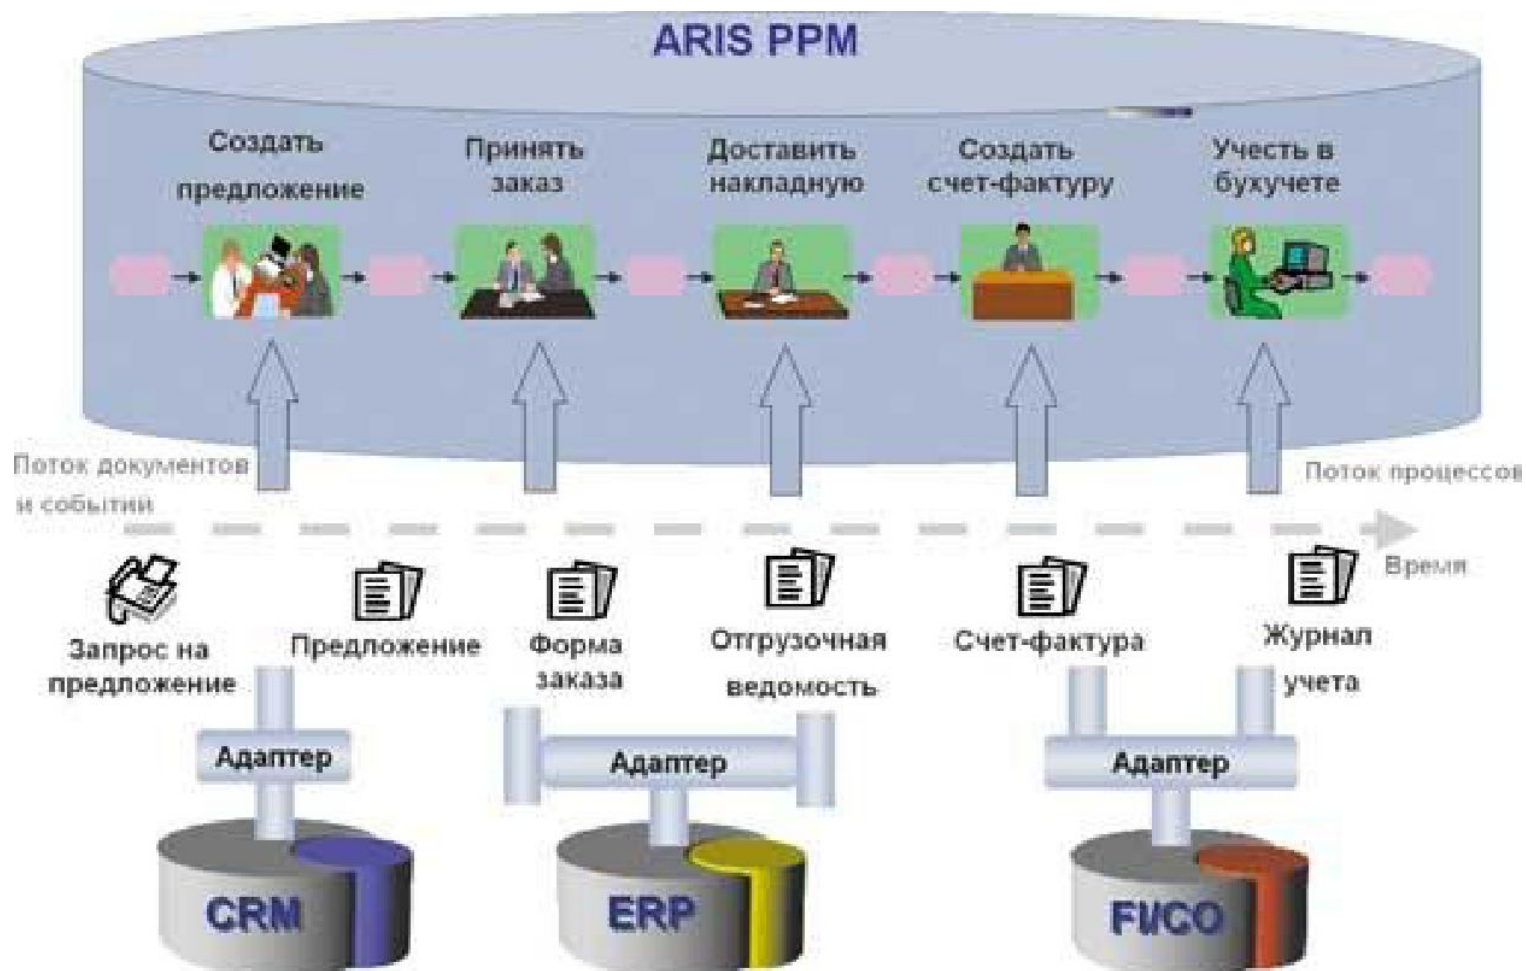 ARIS PPM
Создать
предложение
Принять
заказ
Доставить
накладную
Создать
счет-фактуру
Учесть в
бухучете
Поток документов
и событий
Поток процессов
Время
Запрос на
предложение
Предложение
Форма
заказа
Отгрузочная
ведомость
Счет-фактура
Журнал
учета
Адаптер
Адаптер
Адаптер
CRM
ERP
FI/CO